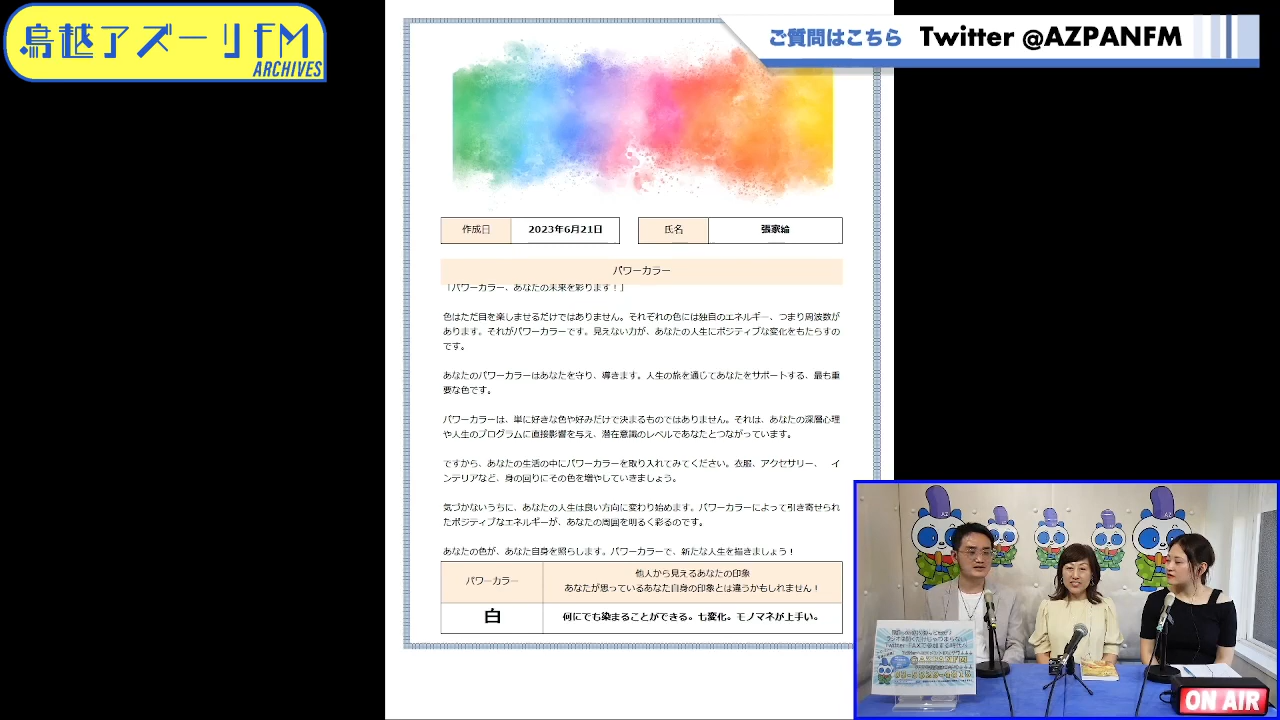 鳥越アズーリFM
ARCHIVES
ご質問はこちら Twitter @AZPANFM
作成日 2023年6月21日 氏名 張家綸
パワーカラー
「パワーカラー、あなたの未来を彩ります！」
色はただ目を楽しませるだけではありません。それぞれの色には独自のエネルギー、つまり周波数が
あります。それがパワーカラーです。見えない力が、あなたの人生にポジティブな変化をもたらすの
です。
あなたのパワーカラーはあなたを守り、導きます。人生の旅を通じてあなたをサポートする、最も重
要な色です。
パワーカラーは、単に好きな色や好みだけで決まるものではありません。それは、あなたの深層心理
や人生のプログラムに直接影響を与え、潜在意識のレベルであなたとつながっています。
ですから、あなたの生活の中にパワーカラーを取り入れてみてください。衣服、アクセサリー、イ
ンテリアなど、身の回りにその色を増やしていきましょう。
気づかないうちに、あなたの人生は良い方向に変わり始めます。パワーカラーによって引き寄せられ
たポジティブなエネルギーが、あなたの周囲を明るく彩るのです。
あなたの色が、あなた自身を照らします。パワーカラーで、新たな人生を描きましょう！
パワーカラー
他人から見えるあなたの印象
あなたが思っているあなた自身の印象とは違うかもしれません！
白 何にでも染まることができる。も変化。モノマネが上手い。
ON AIR